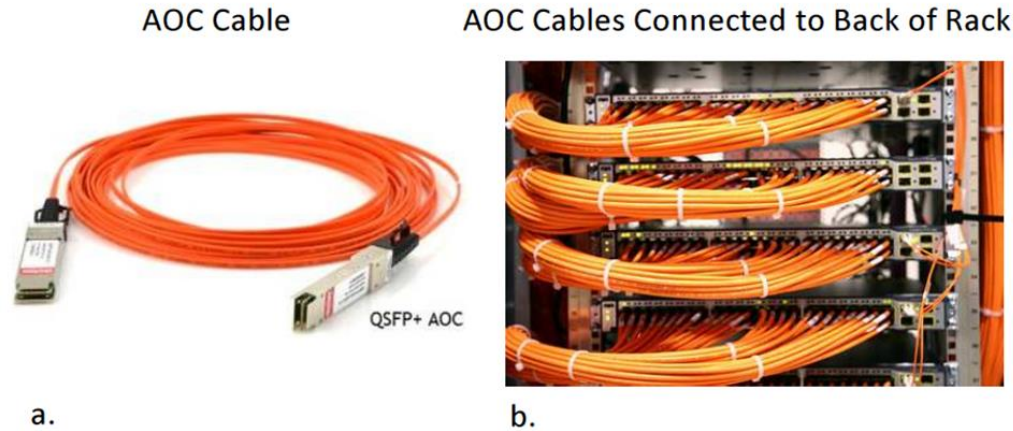 AOC Cable
AOC Cables Connected to Back of Rack
QSFP+ AOC
a.
b.